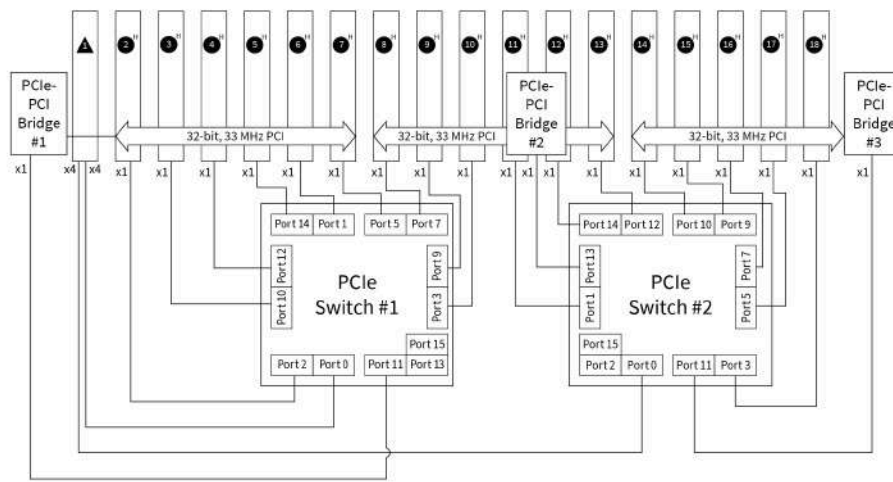 1 2 H 3 H 4 H 5 H 6 H 7 H 8 H 9 H 10 H 11 H 12 H 13 H 14 H 15 H 16 H 17 H 18 H
PCIe-
PCI
Bridge
#1
PCIe-
PCI
Bridge
#2
PCIe-
PCI
Bridge
#3
32-bit, 33 MHz PCI
32-bit, 33 MHz PCI
32-bit, 33 MHz PCI
x1 x4 x4 x1 x1 x1 x1 x1 x1 x1 x1 x1 x1 x1 x1 x1 x1 x1 x1 x1 x1 x1
Port 14 Port 1 Port 5 Port 7
Port 12
Port 10
PCIe
Switch #1
Port 9
Port 3
Port 15
Port 2 Port 0 Port 11 Port 13
Port 14 Port 12 Port 10 Port 9
Port 13
Port 1
PCIe
Switch #2
Port 7
Port 5
Port 15
Port 2 Port 0 Port 11 Port 3